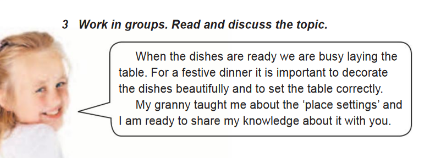 3 Work in groups. Read and discuss the topic.
When the dishes are ready we are busy laying the
table. For a festive dinner it is important to decorate
the dishes beautifully and to set the table correctly.
My granny taught me about the ‘place settings’ and
I am ready to share my knowledge about it with you.